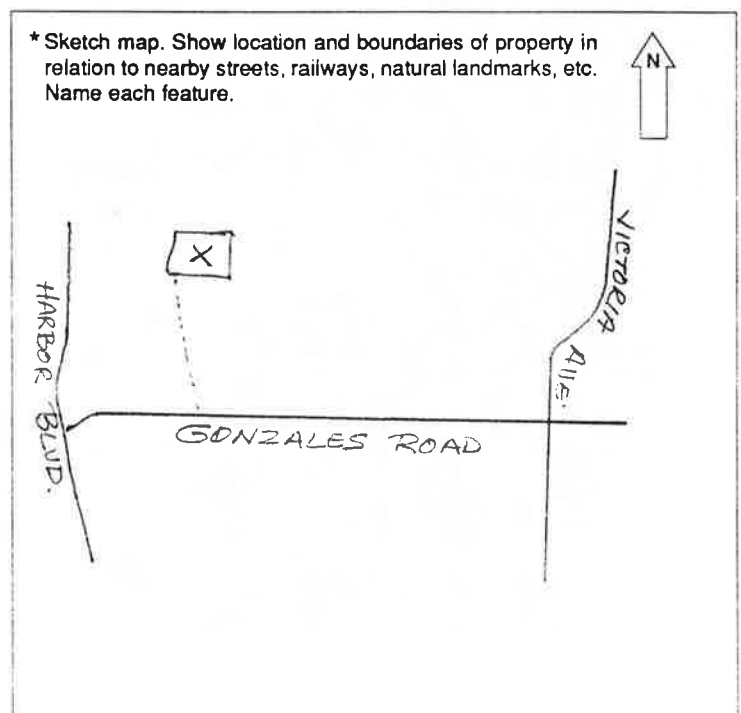 * Sketch map. Show location and boundaries of property in
relation to nearby streets, railways, natural landmarks, etc.
Name each feature.
N
X
VICTORIA AVE.
HARBOR BLVD.
GONZALES ROAD